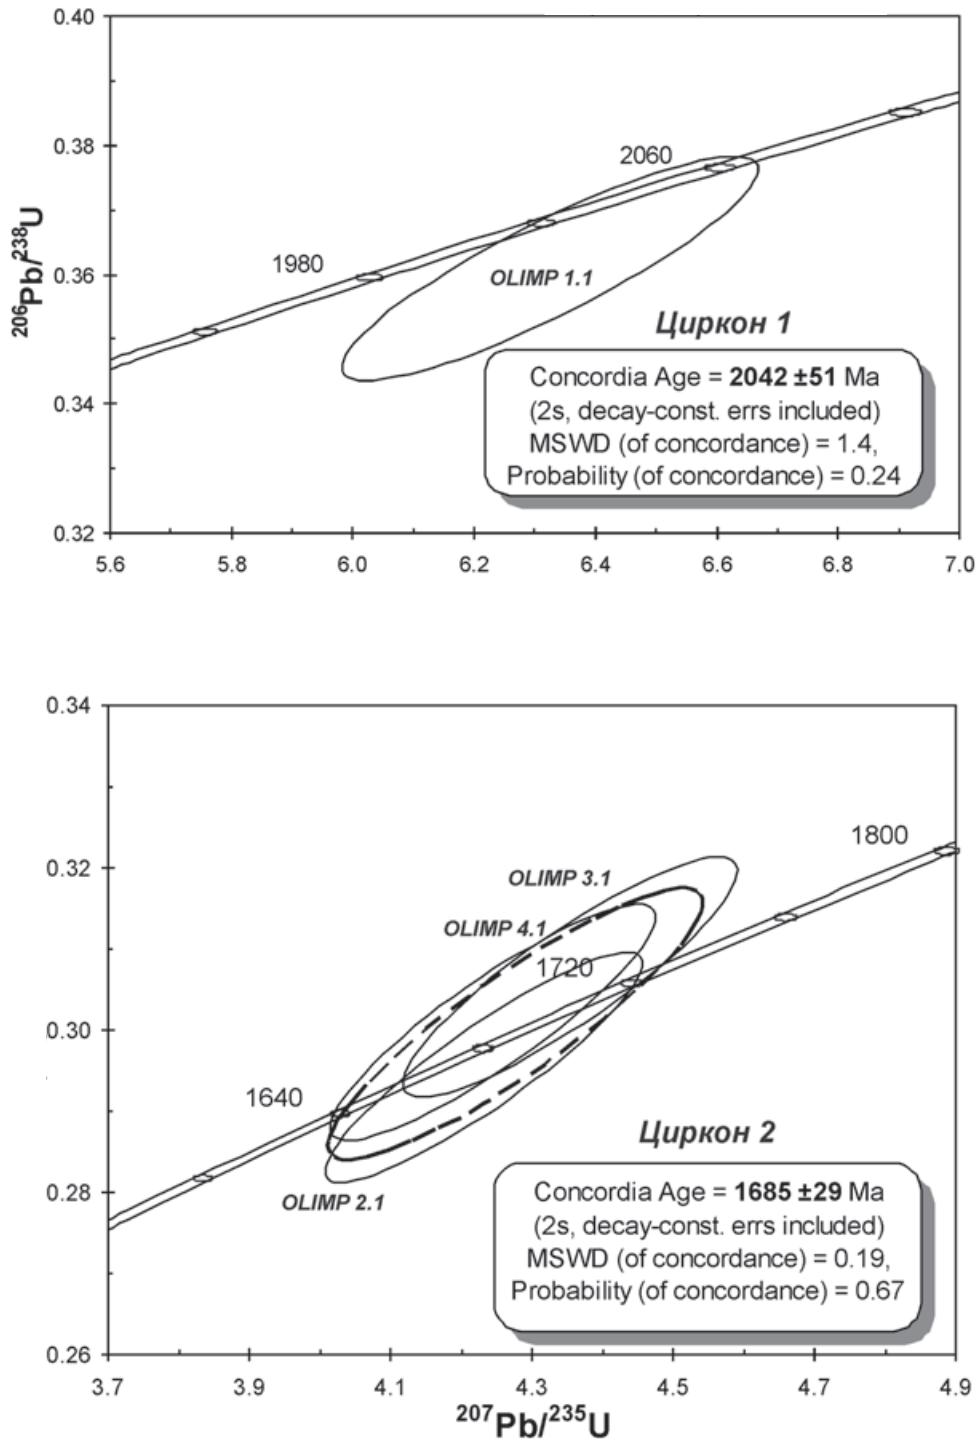 0.40
0.38
0.36
0.34
0.32
206Pb/238U
2060
1980
OLIMP 1.1
Циркон 1
Concordia Age = 2042 ±51 Ma
(2s, decay-const. errs included)
MSWD (of concordance) = 1.4,
Probability (of concordance) = 0.24
5.6 5.8 6.0 6.2 6.4 6.6 6.8 7.0
0.34
0.32
0.30
0.28
0.26
1800
OLIMP 3.1
OLIMP 4.1
1720
1640
OLIMP 2.1
Циркон 2
Concordia Age = 1685 ±29 Ma
(2s, decay-const. errs included)
MSWD (of concordance) = 0.19,
Probability (of concordance) = 0.67
3.7 3.9 4.1 4.3 4.5 4.7 4.9
207Pb/235U